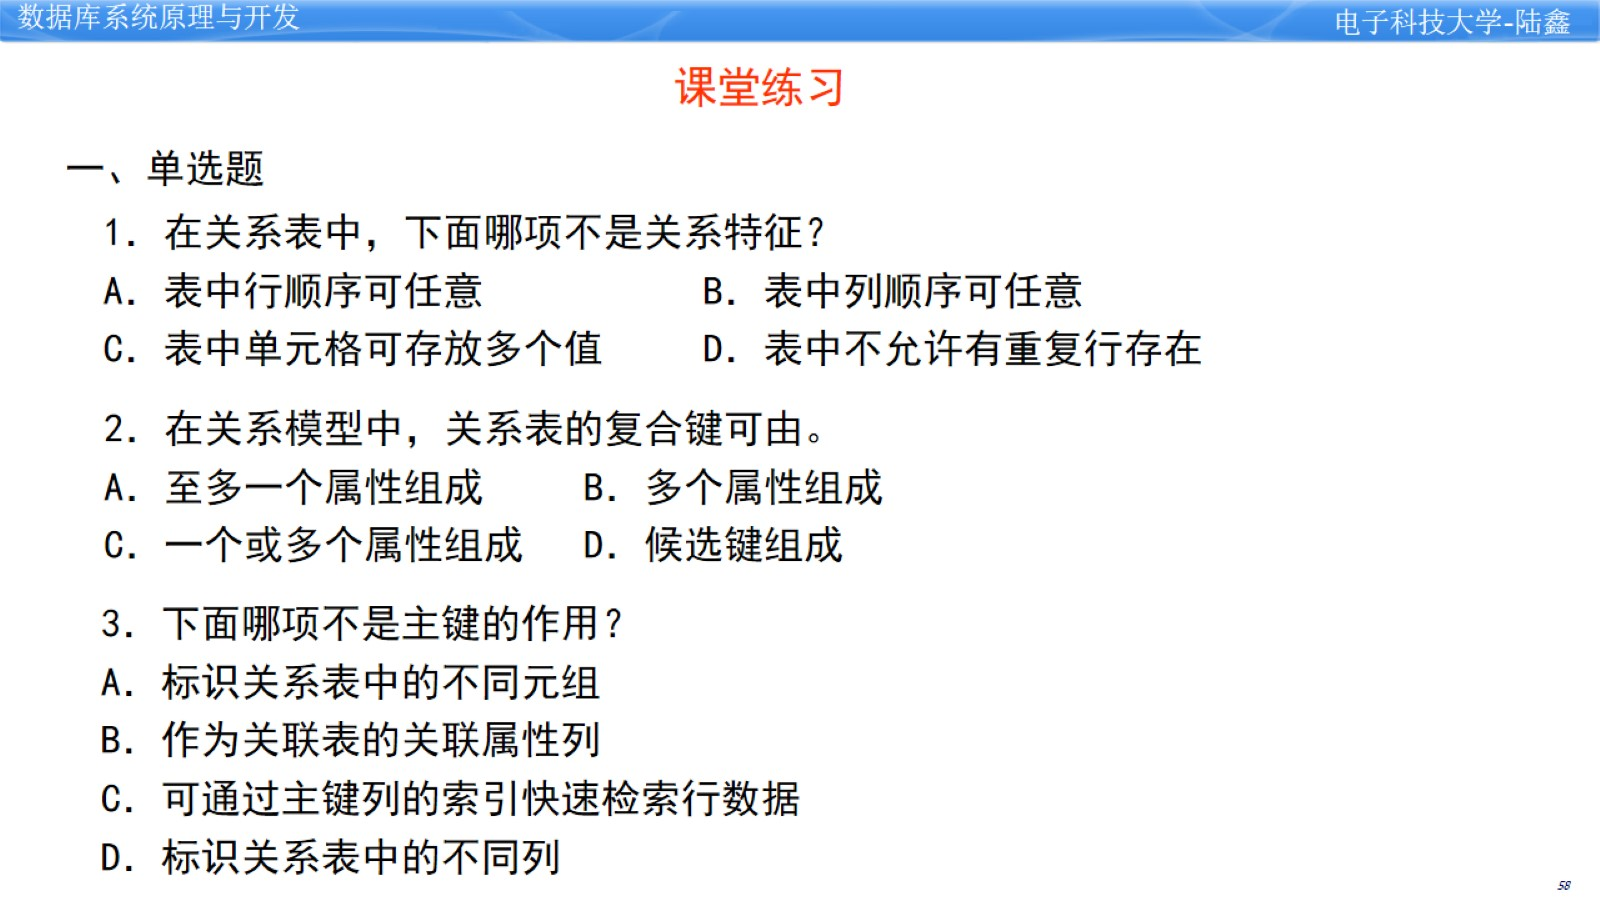 数据库系统原理与开发
电子科技大学-陆鑫
课堂练习
一、单选题
1. 在关系表中，下面哪项不是关系特征？
A. 表中行顺序可任意 B. 表中列顺序可任意
C. 表中单元格可存放多个值 D. 表中不允许有重复行存在
2. 在关系模型中，关系表的复合键可由。
A. 至多一个属性组成 B. 多个属性组成
C. 一个或多个属性组成 D. 候选键组成
3. 下面哪项不是主键的作用？
A. 标识关系表中的不同元组
B. 作为关联表的关联属性列
C. 可通过主键列的索引快速检索行数据
D. 标识关系表中的不同列
58